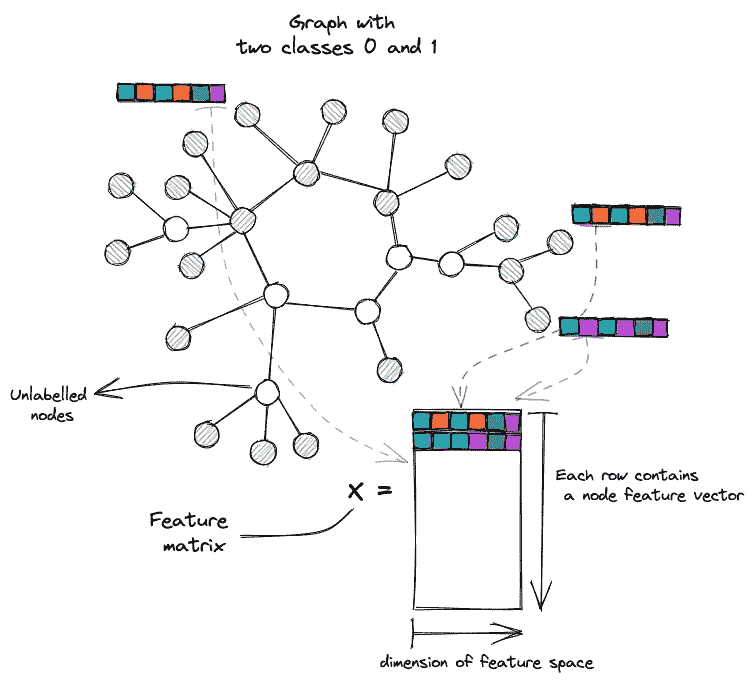 Graph with
two classes 0 and 1
Unlabelled
nodes
X =
Each row contains
a node feature vector
Feature
matrix
dimension of feature space